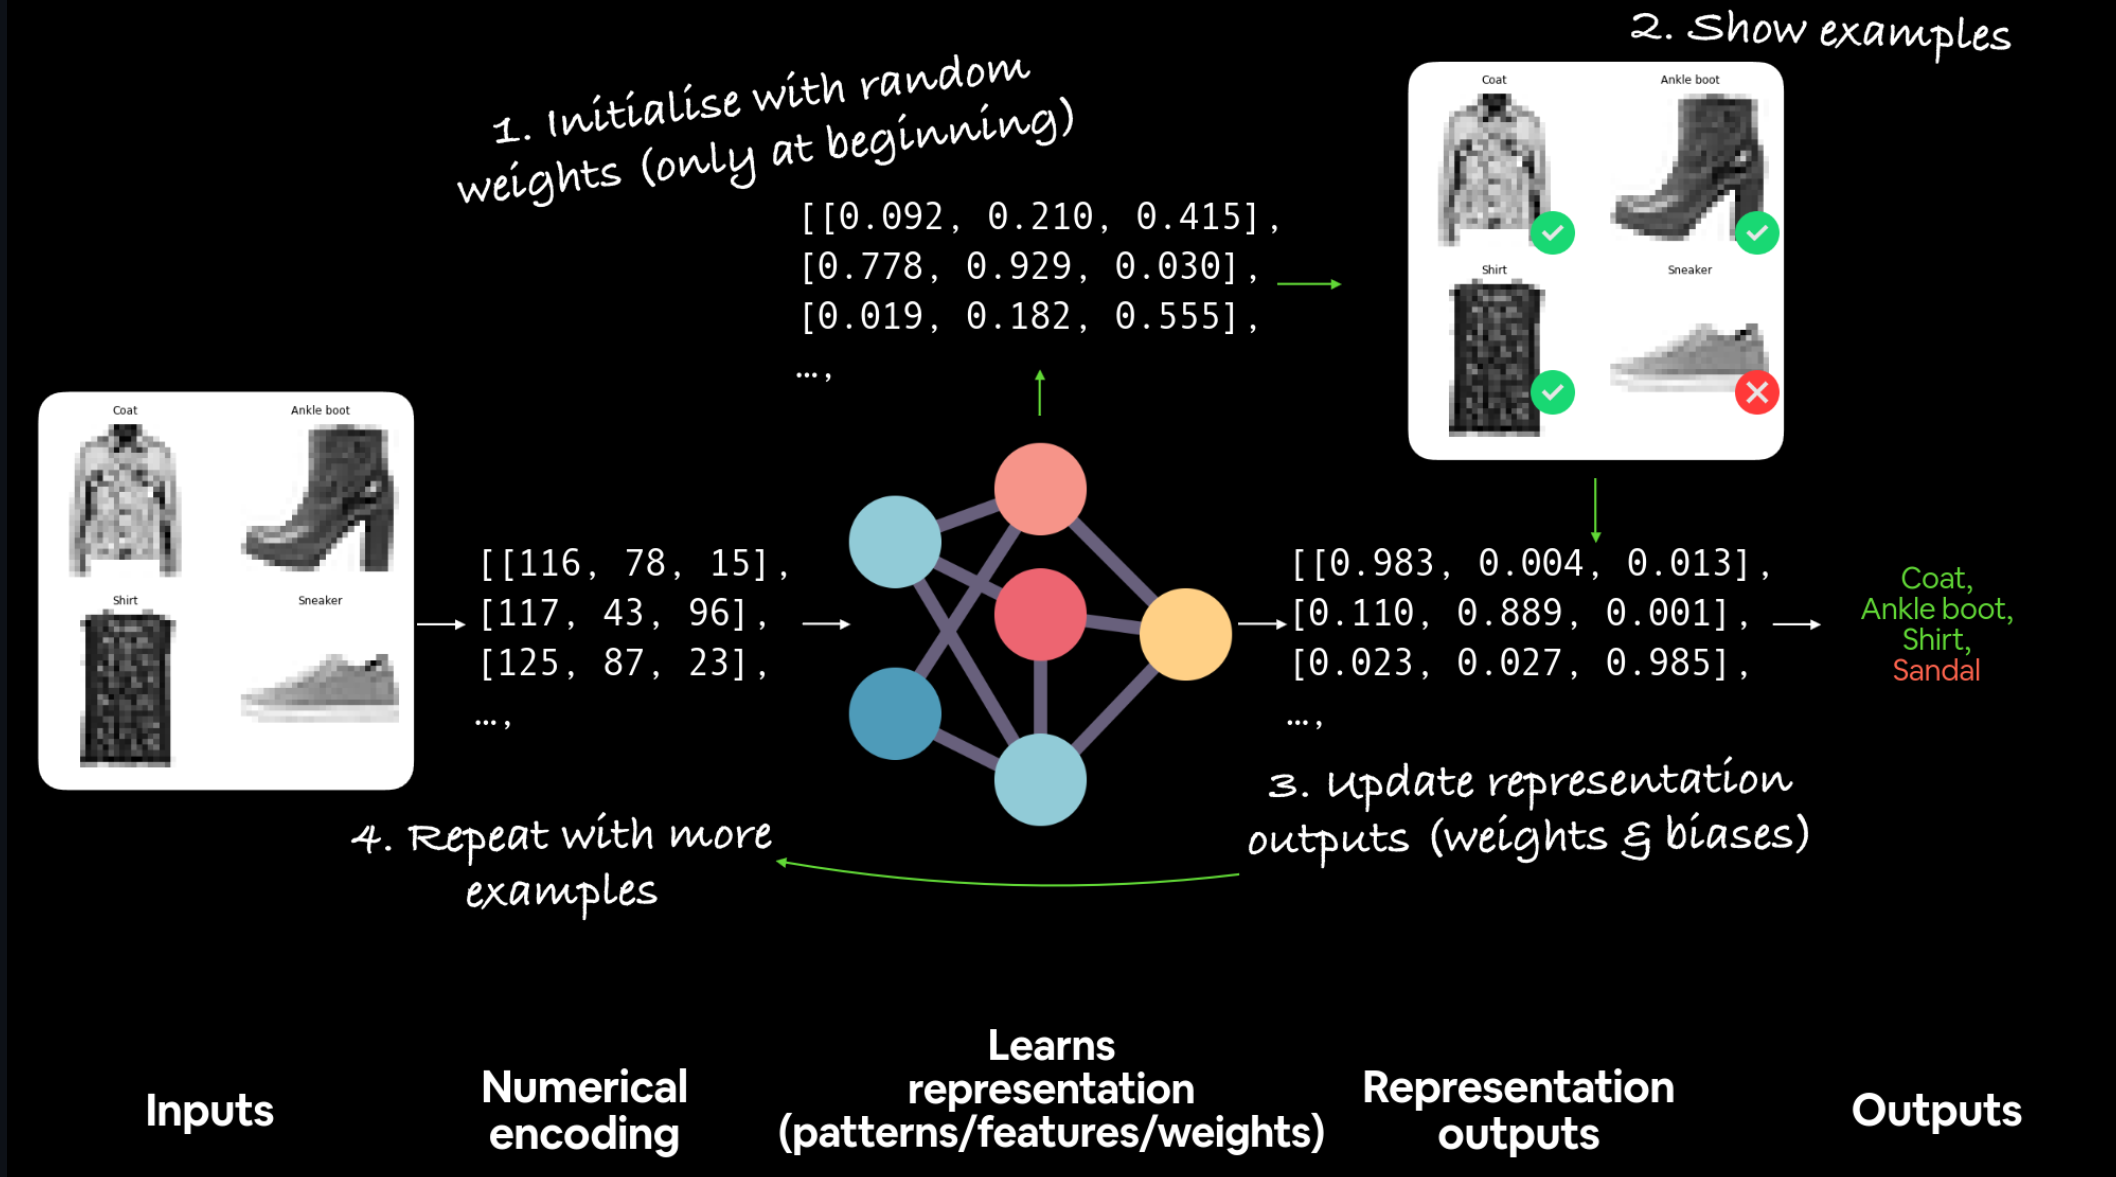 2. Show examples
1. Initialise with random
weights (only at beginning)
Coat
Ankle boot
Shirt
Sneaker
[[0.092, 0.210, 0.415],
[0.778, 0.929, 0.030],
[0.019, 0.182, 0.555],
…,
Coat
Ankle boot
Shirt
Sneaker
[[116, 78, 15],
[117, 43, 96],
[125, 87, 23],
…,
[[0.983, 0.004, 0.013],
[0.110, 0.889, 0.001],
[0.023, 0.027, 0.985],
…,
Coat,
Ankle boot,
Shirt,
Sandal
3. Update representation
outputs (weights & biases)
4. Repeat with more
examples
Inputs
Numerical
encoding
Learns
representation
(patterns/features/weights)
Representation
outputs
Outputs